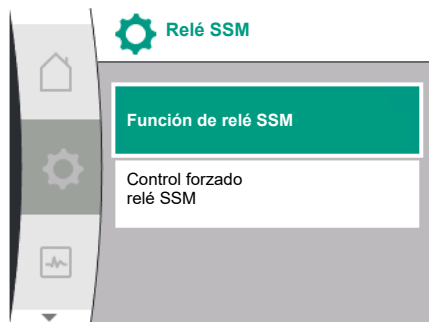 Relé SSM
Función de relé SSM
Control forzado
relé SSM